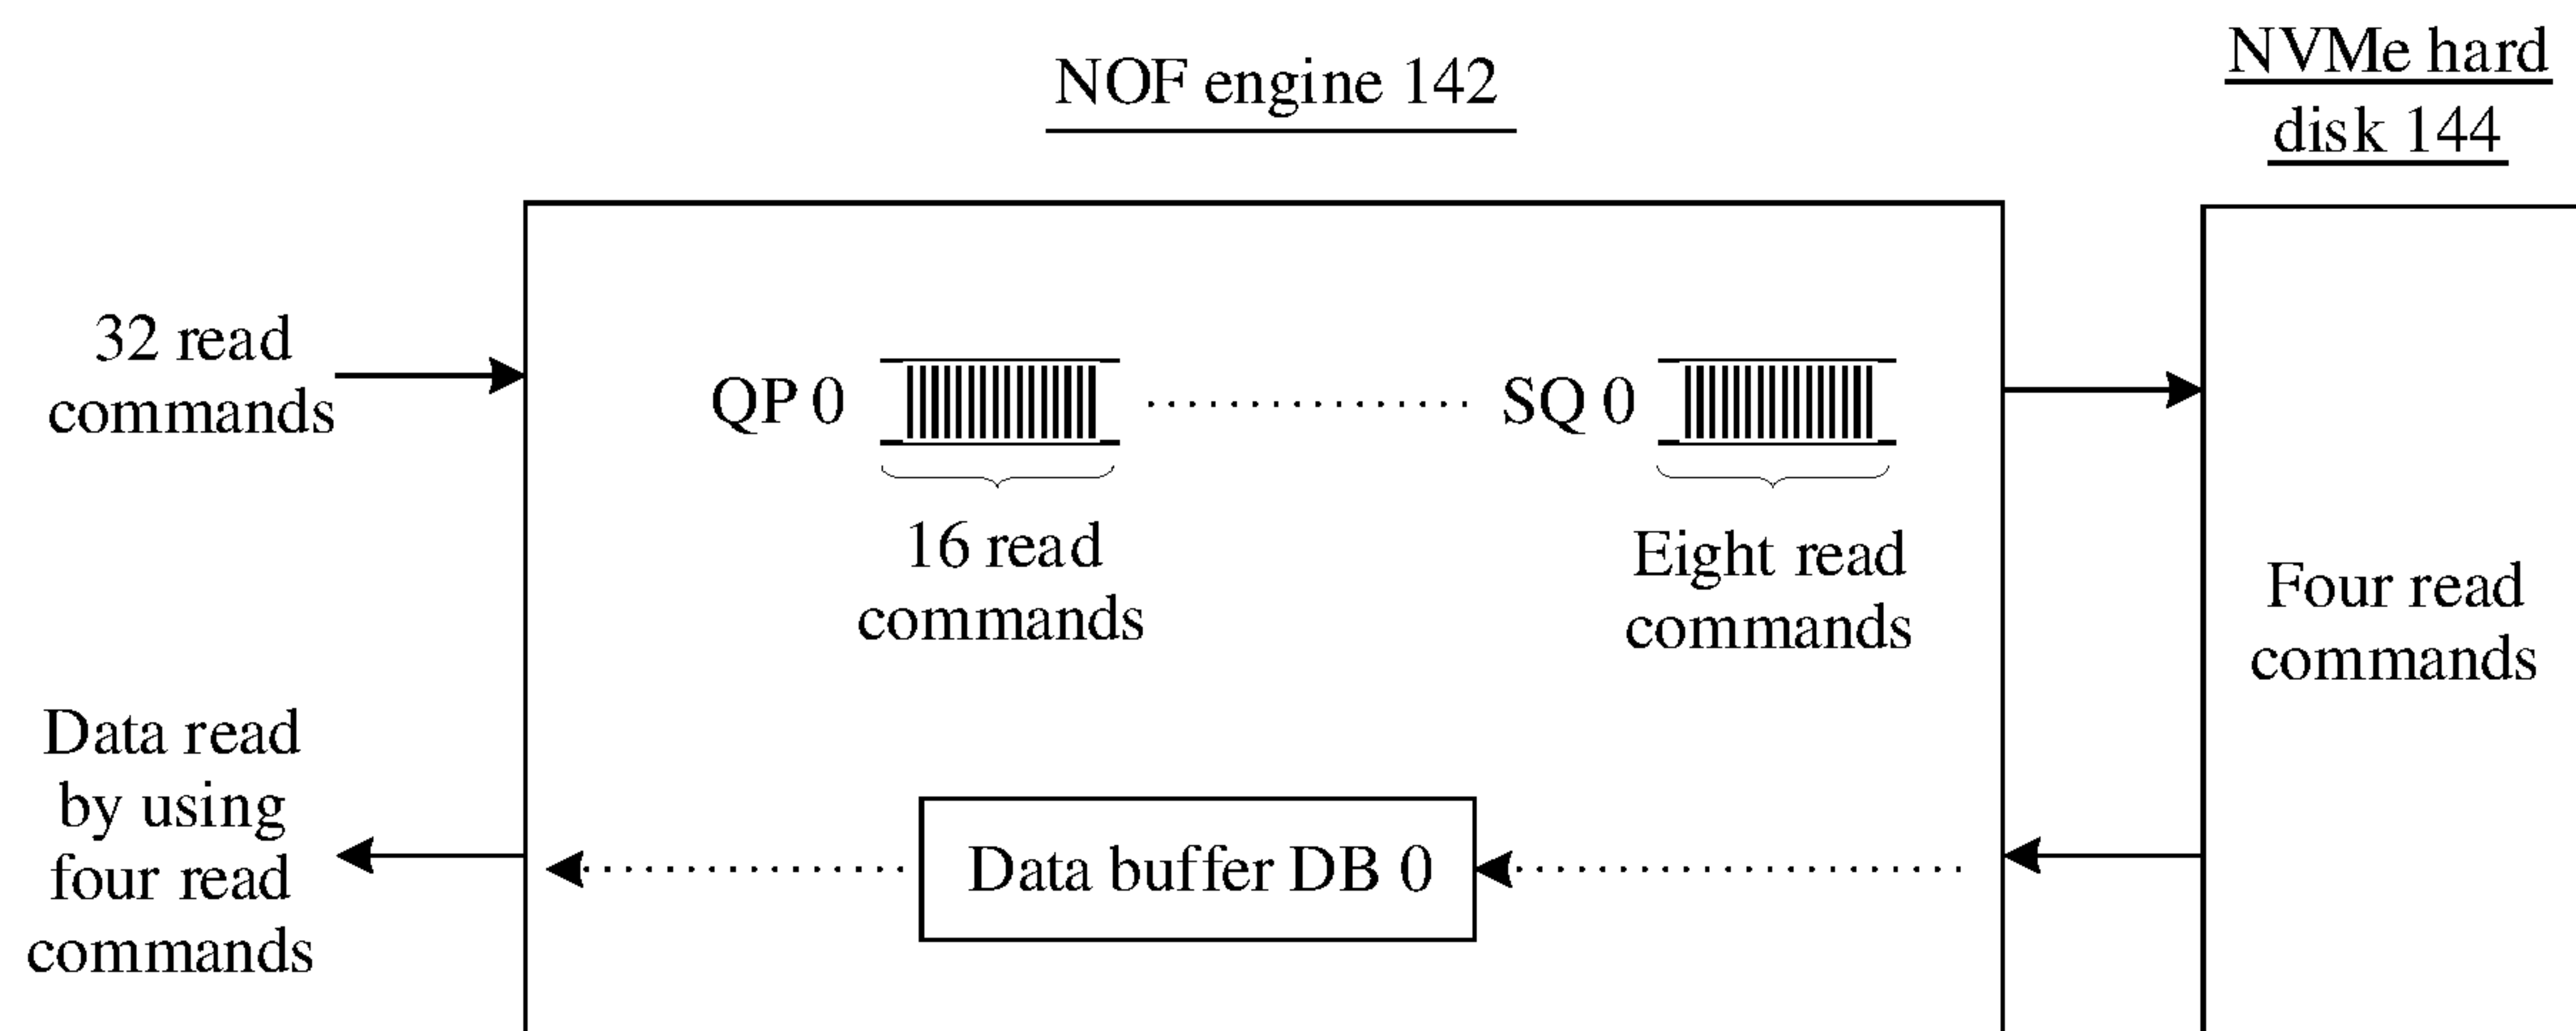 NOF engine 142
NVMe hard
disk 144
32 read
commands
QP 0
SQ 0
16 read
commands
Eight read
commands
Four read
commands
Data read
by using
four read
commands
Data buffer DB 0